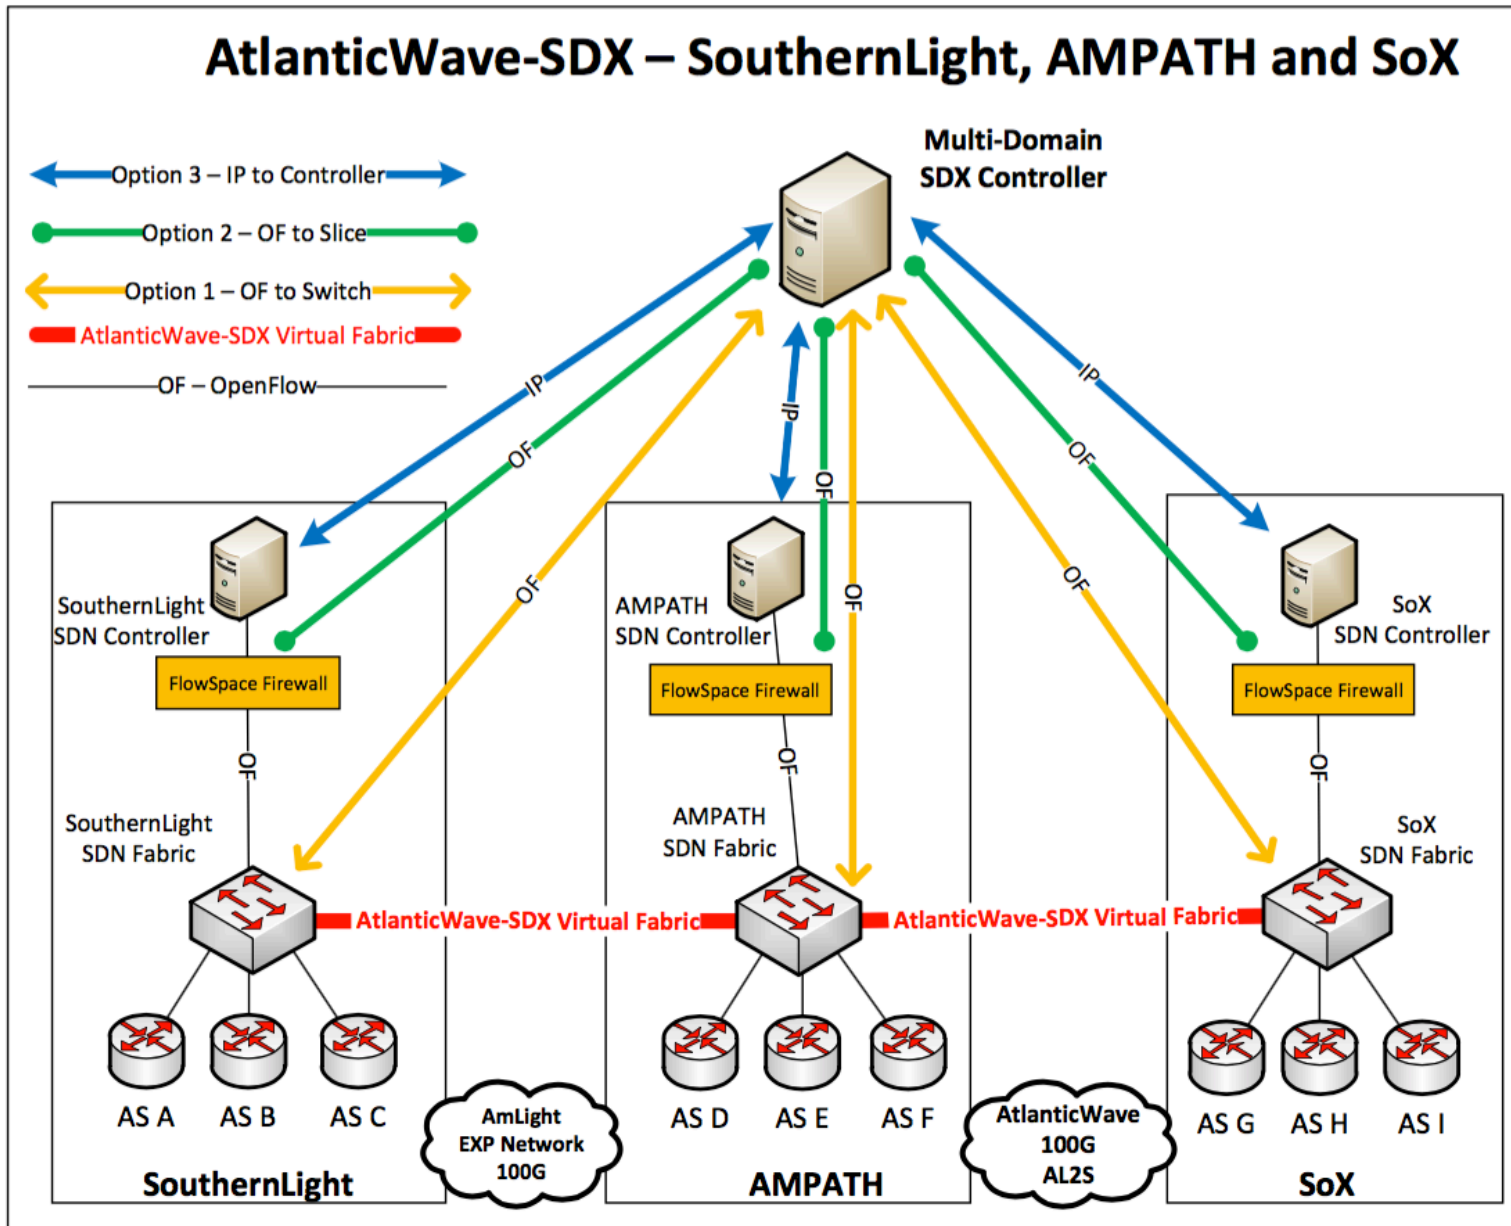 AtlanticWave-SDX – SouthernLight, AMPATH and SoX
Multi-Domain
SDX Controller
Option 3 – IP to Controller
Option 2 – OF to Slice
Option 1 – OF to Switch
AtlanticWave-SDX Virtual Fabric
OF – OpenFlow
IP
IP
IP
OF
OF
OF
OF
OF
OF
SouthernLight
SDN Controller
AMPATH
SDN Controller
SoX
SDN Controller
FlowSpace Firewall
FlowSpace Firewall
FlowSpace Firewall
OF
OF
OF
SouthernLight
SDN Fabric
AMPATH
SDN Fabric
SoX
SDN Fabric
AtlanticWave-SDX Virtual Fabric
AtlanticWave-SDX Virtual Fabric
AS A
AS B
AS C
AS D
AS E
AS F
AS G
AS H
AS I
AmLight
EXP Network
100G
AtlanticWave
100G
AL2S
SouthernLight
AMPATH
SoX